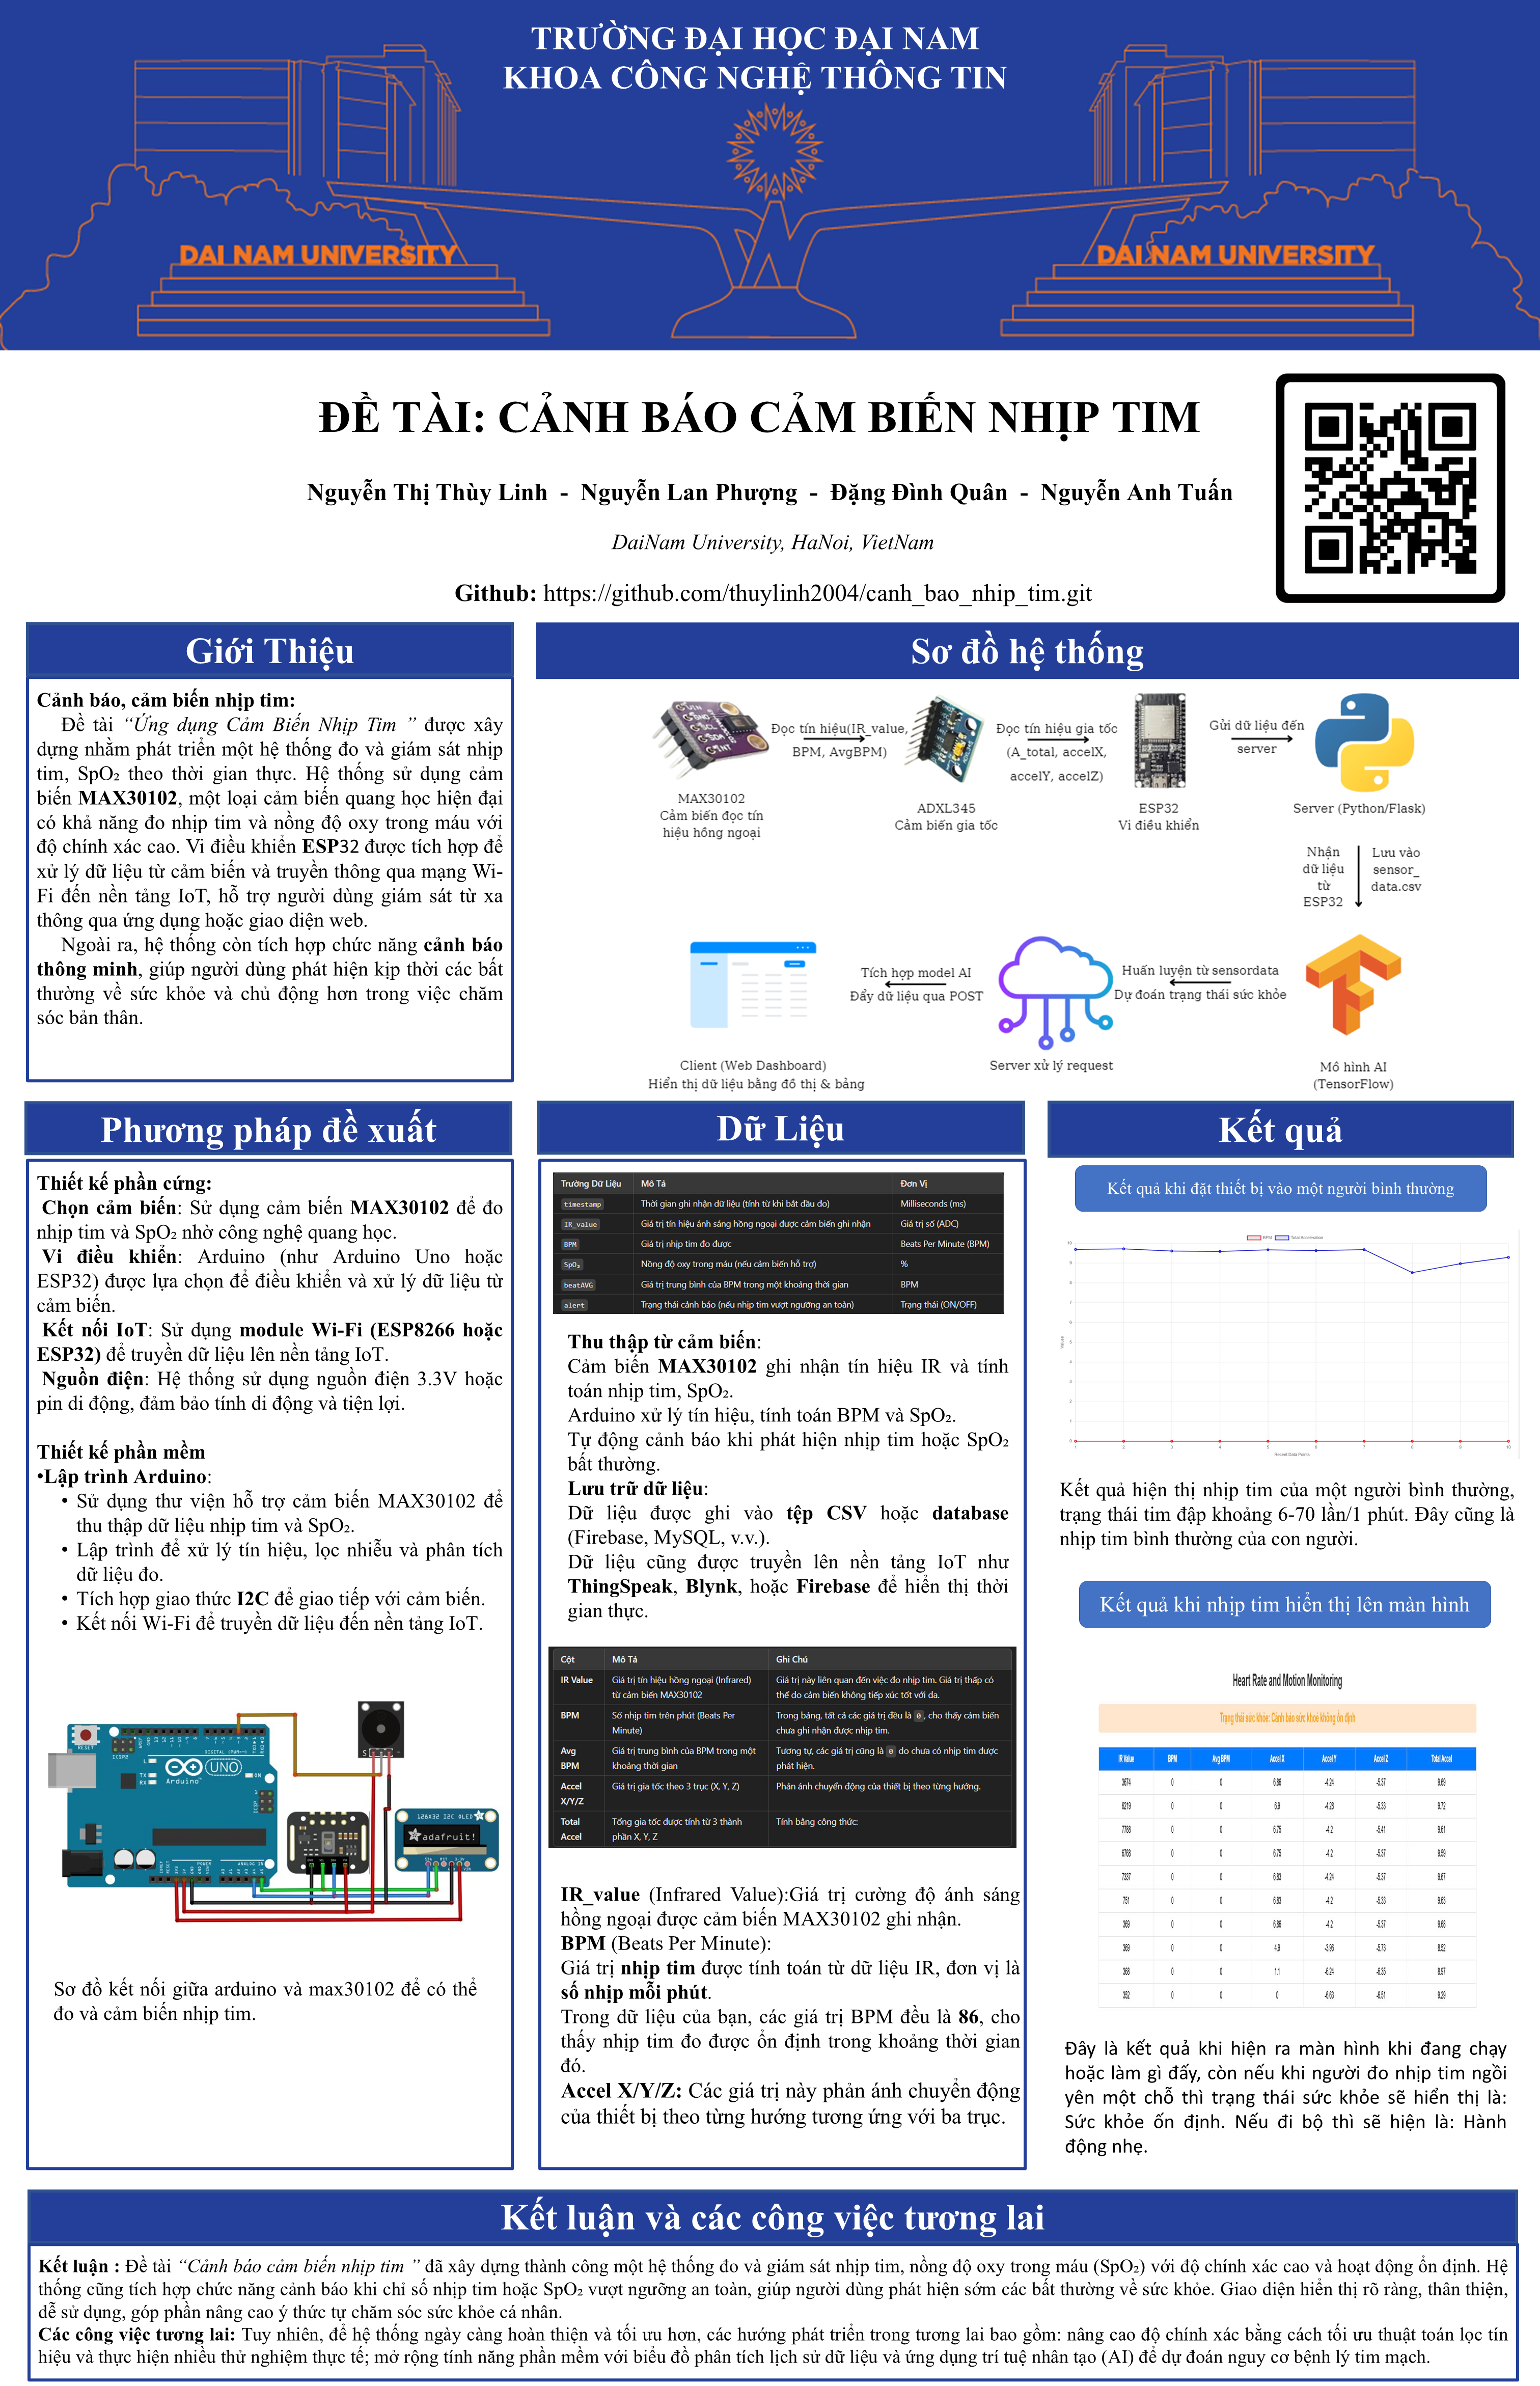 TRƯỜNG ĐẠI HỌC ĐẠI NAM
KHOA CÔNG NGHỆ THÔNG TIN
DAI NAM UNIVERSITY
DAI NAM UNIVERSITY
ĐỀ TÀI: CẢNH BÁO CẢM BIẾN NHỊP TIM
Nguyễn Thị Thùy Linh - Nguyễn Lan Phượng - Đặng Đình Quân - Nguyễn Anh Tuấn
DaiNam University, HaNoi, VietNam
Github: https://github.com/thuylinh2004/canh_bao_nhip_tim.git
Giới Thiệu
Cảnh báo, cảm biến nhịp tim:
Đề tài “Ứng dụng Cảm Biến Nhịp Tim ” được xây
dựng nhằm phát triển một hệ thống đo và giám sát nhịp
tim, SpO₂ theo thời gian thực. Hệ thống sử dụng cảm
biến MAX30102, một loại cảm biến quang học hiện đại
có khả năng đo nhịp tim và nồng độ oxy trong máu với
độ chính xác cao. Vi điều khiển ESP32 được tích hợp để
xử lý dữ liệu từ cảm biến và truyền thông qua mạng Wi-
Fi đến nền tảng IoT, hỗ trợ người dùng giám sát từ xa
thông qua ứng dụng hoặc giao diện web.
Ngoài ra, hệ thống còn tích hợp chức năng cảnh báo
thông minh, giúp người dùng phát hiện kịp thời các bất
thường về sức khỏe và chủ động hơn trong việc chăm
sóc bản thân.
Sơ đồ hệ thống
Đọc tín hiệu(IR_value,
BPM, AvgBPM)
Đọc tín hiệu gia tốc
(A_total, accelX,
accelY, accelZ)
Gửi dữ liệu đến
server
MAX30102
Cảm biến đọc tín
hiệu hồng ngoại
ADXL345
Cảm biến gia tốc
ESP32
Vi điều khiển
Server (Python/Flask)
Nhận
dữ liệu
từ
ESP32
Lưu vào
sensor_
data.csv
Tích hợp model AI
Đẩy dữ liệu qua POST
Huấn luyện từ sensordata
Dự đoán trạng thái sức khỏe
Client (Web Dashboard)
Hiển thị dữ liệu bằng đồ thị & bảng
Server xử lý request
Mô hình AI
(TensorFlow)
Phương pháp đề xuất
Thiết kế phần cứng:
Chọn cảm biến: Sử dụng cảm biến MAX30102 để đo
nhịp tim và SpO₂ nhờ công nghệ quang học.
Vi điều khiển: Arduino (như Arduino Uno hoặc
ESP32) được lựa chọn để điều khiển và xử lý dữ liệu từ
cảm biến.
Kết nối IoT: Sử dụng module Wi-Fi (ESP8266 hoặc
ESP32) để truyền dữ liệu lên nền tảng IoT.
Nguồn điện: Hệ thống sử dụng nguồn điện 3.3V hoặc
pin di động, đảm bảo tính di động và tiện lợi.
Thiết kế phần mềm
•Lập trình Arduino:
• Sử dụng thư viện hỗ trợ cảm biến MAX30102 để
thu thập dữ liệu nhịp tim và SpO₂.
• Lập trình để xử lý tín hiệu, lọc nhiễu và phân tích
dữ liệu đo.
• Tích hợp giao thức I2C để giao tiếp với cảm biến.
• Kết nối Wi-Fi để truyền dữ liệu đến nền tảng IoT.
RESET
ICSP2
DIGITAL (PWM~)
UNO
Arduino
ON
TX
RX
ICSP
POWER
ANALOG IN
128X32 I2C OLED
adafruit!
Sơ đồ kết nối giữa arduino và max30102 để có thể
đo và cảm biến nhịp tim.
Dữ Liệu
Trường Dữ Liệu Mô Tả Đơn Vị
timestamp Thời gian ghi nhận dữ liệu (tính từ khi bắt đầu đo) Milliseconds (ms)
IR_value Giá trị tín hiệu ánh sáng hồng ngoại được cảm biến ghi nhận Giá trị số (ADC)
BPM Giá trị nhịp tim đo được Beats Per Minute (BPM)
SpO₂ Nồng độ oxy trong máu (nếu cảm biến hỗ trợ) %
beatAVG Giá trị trung bình của BPM trong một khoảng thời gian BPM
alert Trạng thái cảnh báo (nếu nhịp tim vượt ngưỡng an toàn) Trạng thái (ON/OFF)
Thu thập từ cảm biến:
Cảm biến MAX30102 ghi nhận tín hiệu IR và tính
toán nhịp tim, SpO₂.
Arduino xử lý tín hiệu, tính toán BPM và SpO₂.
Tự động cảnh báo khi phát hiện nhịp tim hoặc SpO₂
bất thường.
Lưu trữ dữ liệu:
Dữ liệu được ghi vào tệp CSV hoặc database
(Firebase, MySQL, v.v.).
Dữ liệu cũng được truyền lên nền tảng IoT như
ThingSpeak, Blynk, hoặc Firebase để hiển thị thời
gian thực.
Cột Mô Tả Ghi Chú
IR Value Giá trị tín hiệu hồng ngoại (Infrared) Giá trị này liên quan đến việc đo nhịp tim. Giá trị thấp có
từ cảm biến MAX30102 thể do cảm biến không tiếp xúc tốt với da.
BPM Số nhịp tim trên phút (Beats Per Trong bảng, tất cả các giá trị đều là 0, cho thấy cảm biến
Minute) chưa ghi nhận được nhịp tim.
Avg Giá trị trung bình của BPM trong một Tương tự, các giá trị cũng là 0 do chưa có nhịp tim được
BPM khoảng thời gian phát hiện.
Accel Giá trị gia tốc theo 3 trục (X, Y, Z) Phản ánh chuyển động của thiết bị theo từng hướng.
X/Y/Z
Total Tổng gia tốc được tính từ 3 thành Tính bằng công thức:
Accel phần X, Y, Z
IR_value (Infrared Value):Giá trị cường độ ánh sáng
hồng ngoại được cảm biến MAX30102 ghi nhận.
BPM (Beats Per Minute):
Giá trị nhịp tim được tính toán từ dữ liệu IR, đơn vị là
số nhịp mỗi phút.
Trong dữ liệu của bạn, các giá trị BPM đều là 86, cho
thấy nhịp tim đo được ổn định trong khoảng thời gian
đó.
Accel X/Y/Z: Các giá trị này phản ánh chuyển động
của thiết bị theo từng hướng tương ứng với ba trục.
Kết quả
Kết quả khi đặt thiết bị vào một người bình thường
BPM Total Acceleration
10
9
8
7
6
5
4
3
2
1
0
Values
1 2 3 4 5 6 7 8 9 10
Recent Data Points
Kết quả hiện thị nhịp tim của một người bình thường,
trạng thái tim đập khoảng 6-70 lần/1 phút. Đây cũng là
nhịp tim bình thường của con người.
Kết quả khi nhịp tim hiển thị lên màn hình
Heart Rate and Motion Monitoring
Trạng thái sức khỏe: Cảnh báo sức khoẻ không ổn định
IR Value BPM Avg BPM Accel X Accel Y Accel Z Total Accel
3674 0 0 6.86 -4.24 -5.37 9.69
6219 0 0 6.9 -4.28 -5.33 9.72
7788 0 0 6.75 -4.2 -5.41 9.61
6768 0 0 6.75 -4.2 -5.37 9.59
7337 0 0 6.83 -4.24 -5.37 9.67
751 0 0 6.83 -4.2 -5.33 9.63
369 0 0 6.86 -4.2 -5.37 9.68
369 0 0 4.9 -3.96 -5.73 8.52
368 0 0 1.1 -6.24 -6.35 8.97
352 0 0 0 -6.63 -6.51 9.29
Đây là kết quả khi hiện ra màn hình khi đang chạy
hoặc làm gì đấy, còn nếu khi người đo nhịp tim ngồi
yên một chỗ thì trạng thái sức khỏe sẽ hiển thị là:
Sức khỏe ổn định. Nếu đi bộ thì sẽ hiện là: Hành
động nhẹ.
Kết luận và các công việc tương lai
Kết luận : Đề tài “Cảnh báo cảm biến nhịp tim ” đã xây dựng thành công một hệ thống đo và giám sát nhịp tim, nồng độ oxy trong máu (SpO₂) với độ chính xác cao và hoạt động ổn định. Hệ
thống cũng tích hợp chức năng cảnh báo khi chỉ số nhịp tim hoặc SpO₂ vượt ngưỡng an toàn, giúp người dùng phát hiện sớm các bất thường về sức khỏe. Giao diện hiển thị rõ ràng, thân thiện,
dễ sử dụng, góp phần nâng cao ý thức tự chăm sóc sức khỏe cá nhân.
Các công việc tương lai: Tuy nhiên, để hệ thống ngày càng hoàn thiện và tối ưu hơn, các hướng phát triển trong tương lai bao gồm: nâng cao độ chính xác bằng cách tối ưu thuật toán lọc tín
hiệu và thực hiện nhiều thử nghiệm thực tế; mở rộng tính năng phần mềm với biểu đồ phân tích lịch sử dữ liệu và ứng dụng trí tuệ nhân tạo (AI) để dự đoán nguy cơ bệnh lý tim mạch.